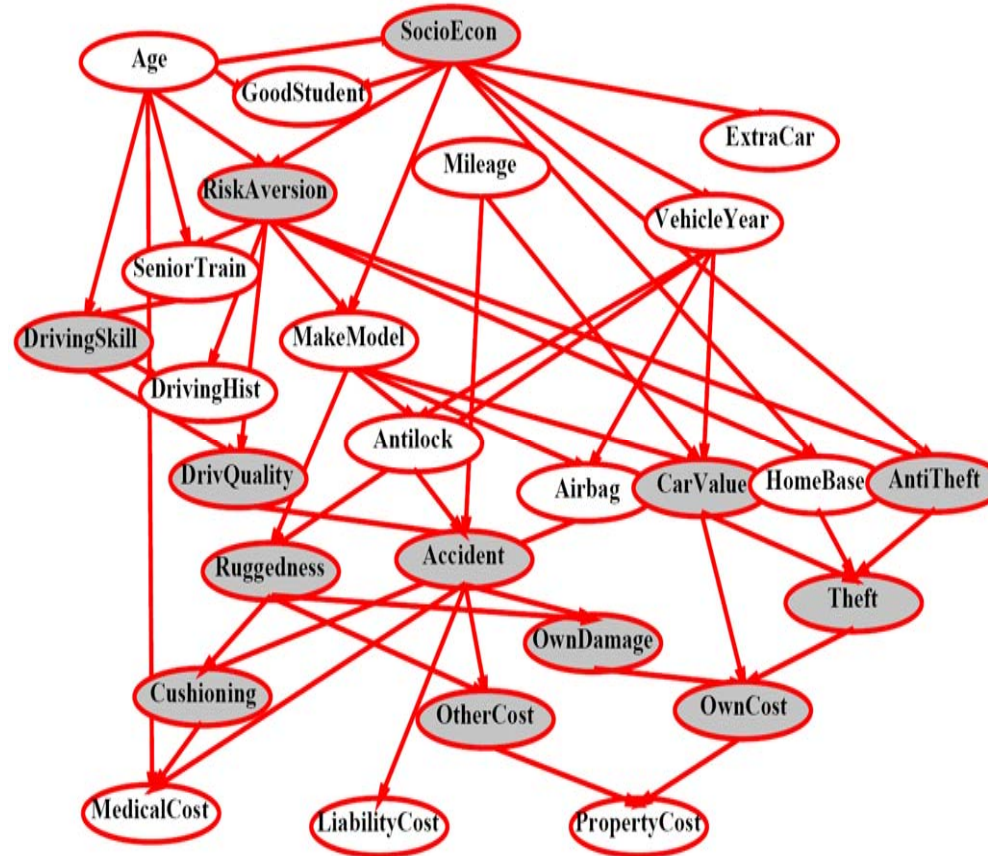 SocioEcon
Age
GoodStudent
ExtraCar
Mileage
RiskAversion
VehicleYear
SeniorTrain
DrivingSkill
MakeModel
DrivingHist
Antilock
DrivQuality
Airbag
CarValue
HomeBase
AntiTheft
Ruggedness
Accident
Theft
OwnDamage
Cushioning
OtherCost
OwnCost
MedicalCost
LiabilityCost
PropertyCost